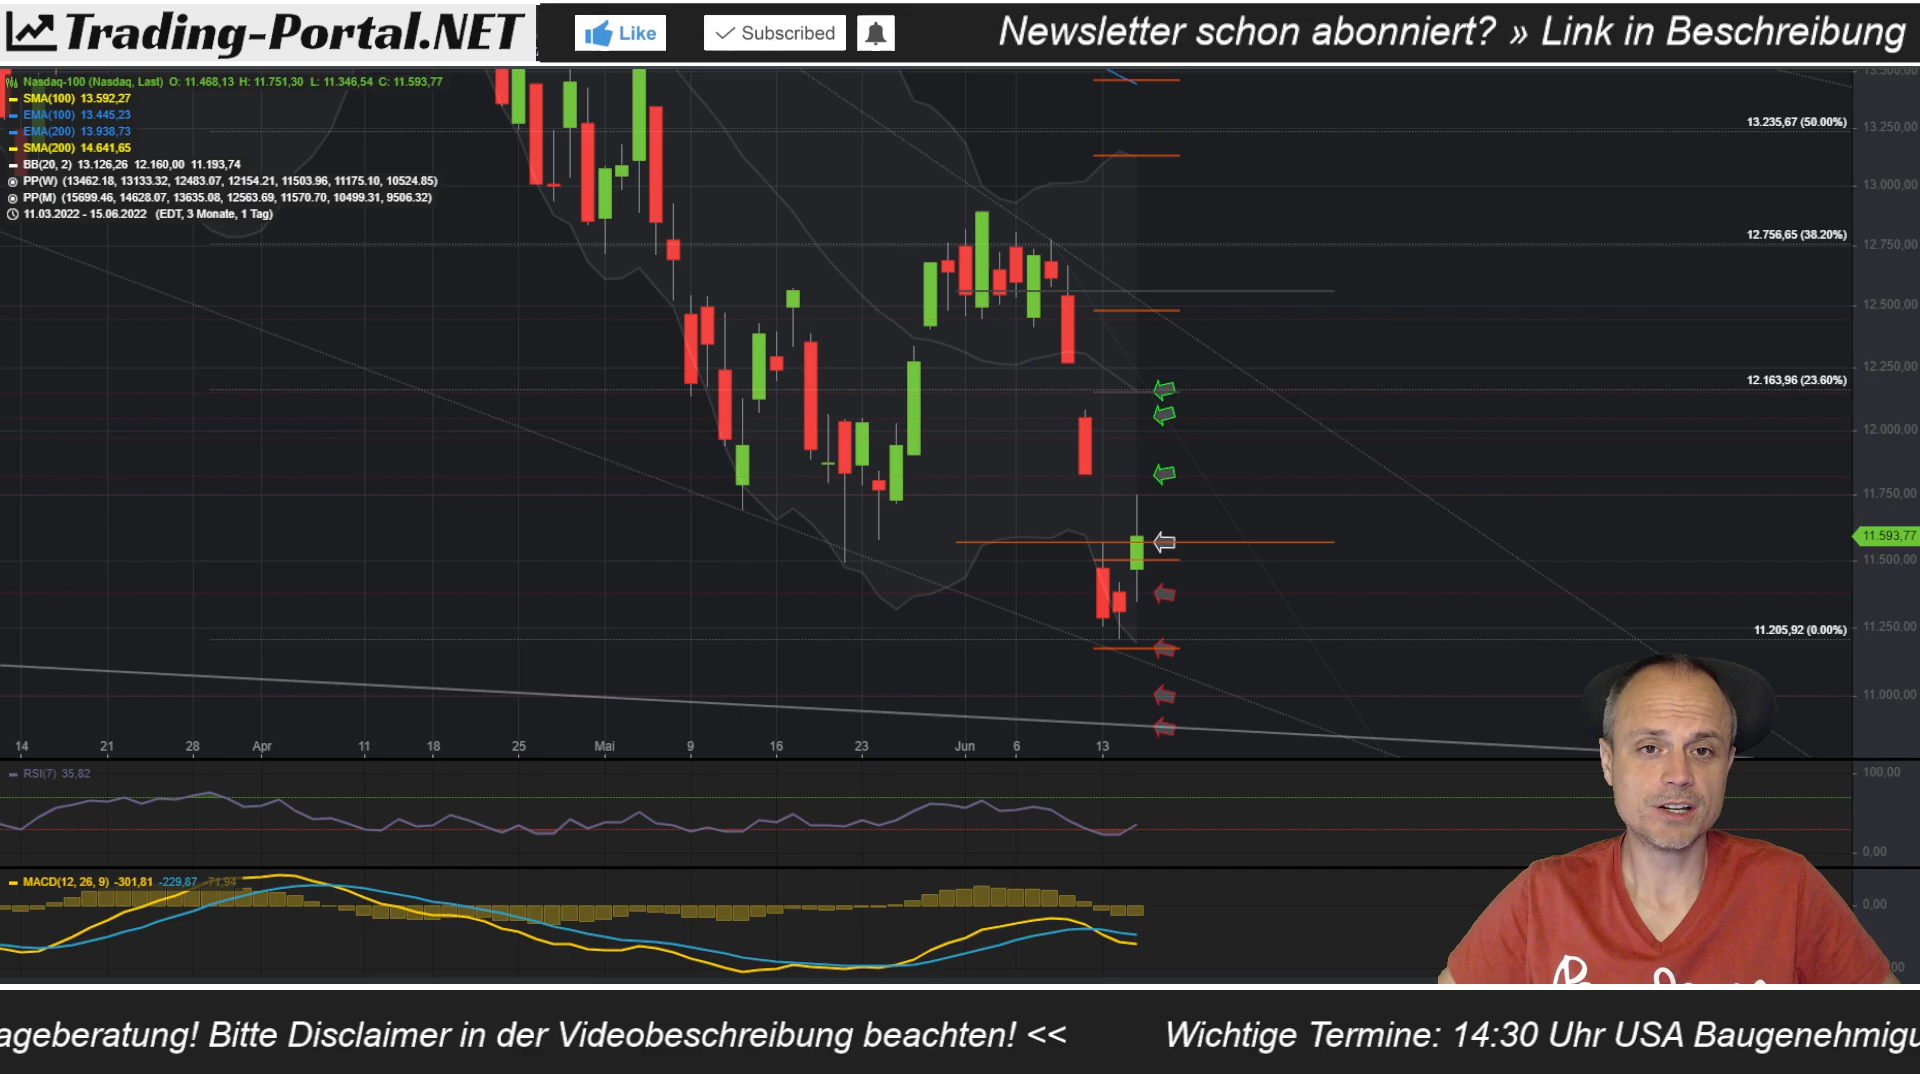 Trading-Portal.NET
Like
Subscribed
Newsletter schon abonniert? » Link in Beschreibung
Nasdaq-100 (Nasdaq, Last) O: 11.468,13 H: 11.751,30 L: 11.346,54 C: 11.593,77
SMA(100) 13.592,27
EMA(100) 13.445,23
EMA(200) 13.938,73
SMA(200) 14.641,65
BB(20, 2) 13.126,26 12.160,00 11.193,74
PP(W) (13462.18, 13133.32, 12483.07, 12154.21, 11503.96, 11175.10, 10524.85)
PP(M) (15699.46, 14628.07, 13635.08, 12563.69, 11570.70, 10499.31, 9506.32)
11.03.2022 - 15.06.2022 (EDT, 3 Monate, 1 Tag)
13.500,00
13.235,67 (50.00%)
13.250,00
13.000,00
12.756,65 (38.20%)
12.750,00
12.500,00
12.250,00
12.163,96 (23.60%)
12.000,00
11.750,00
11.593,77
11.500,00
11.205,92 (0.00%)
11.250,00
11.000,00
14 21 28 Apr 11 18 25 Mai 9 16 23 Jun 6 13
RSI(7) 35,82
100,00
0,00
MACD(12, 26, 9) -301,81 -229,87 -71,94
0,00
00
ageberatung! Bitte Disclaimer in der Videobeschreibung beachten! <<
Wichtige Termine: 14:30 Uhr USA Baugenehmigu